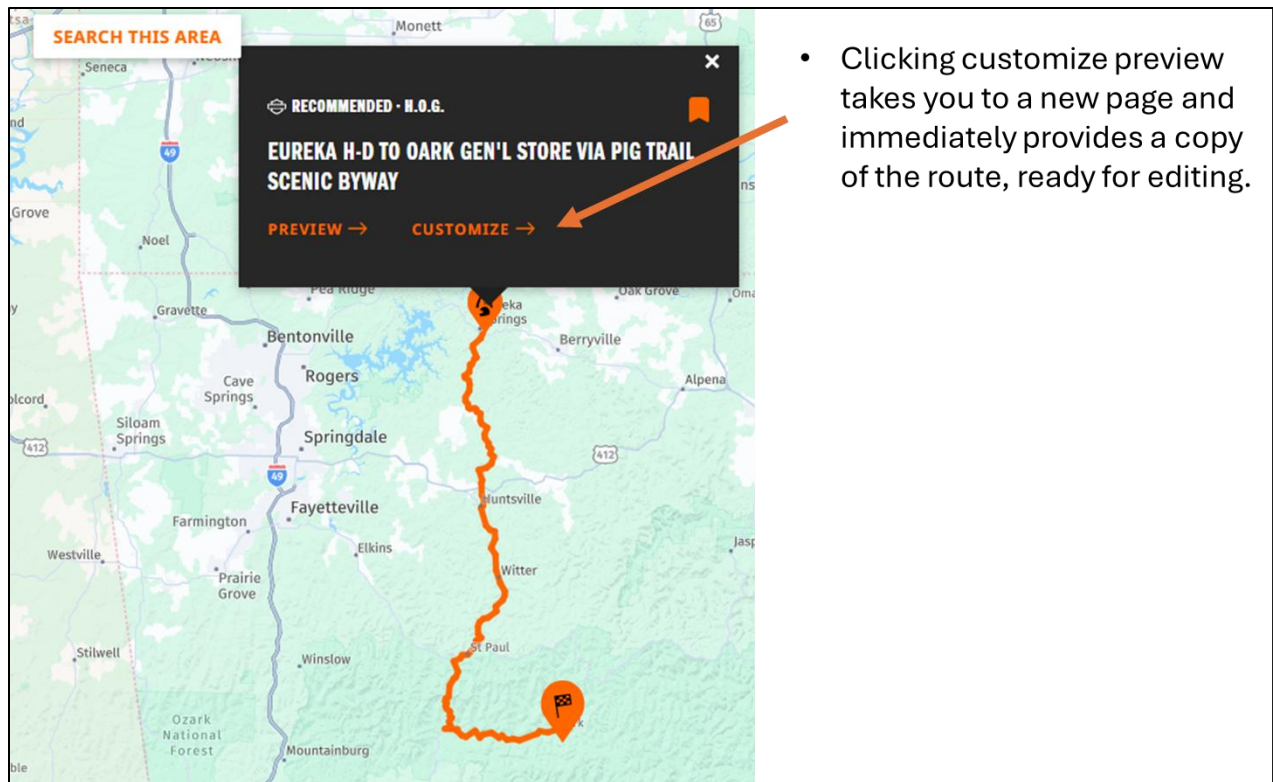 Monett
65
SEARCH THIS AREA
Seneca
RECOMMENDED · H.O.G.
EUREKA H-D TO OARK GEN'L STORE VIA PIG TRAIL
SCENIC BYWAY
PREVIEW → CUSTOMIZE →
49
Grove
Noel
Pea Ridge
Oak Grove
Gravette
Bentonville
Berryville
Rogers
Cave
Springs
Alpena
Siloam
Springs
Springdale
412
412
49
Huntsville
Fayetteville
Farmington
Elkins
Westville
Witter
Prairie
Grove
St Paul
Stilwell
Winslow
Ozark
National
Forest
Mountainburg
• Clicking customize preview
takes you to a new page and
immediately provides a copy
of the route, ready for editing.